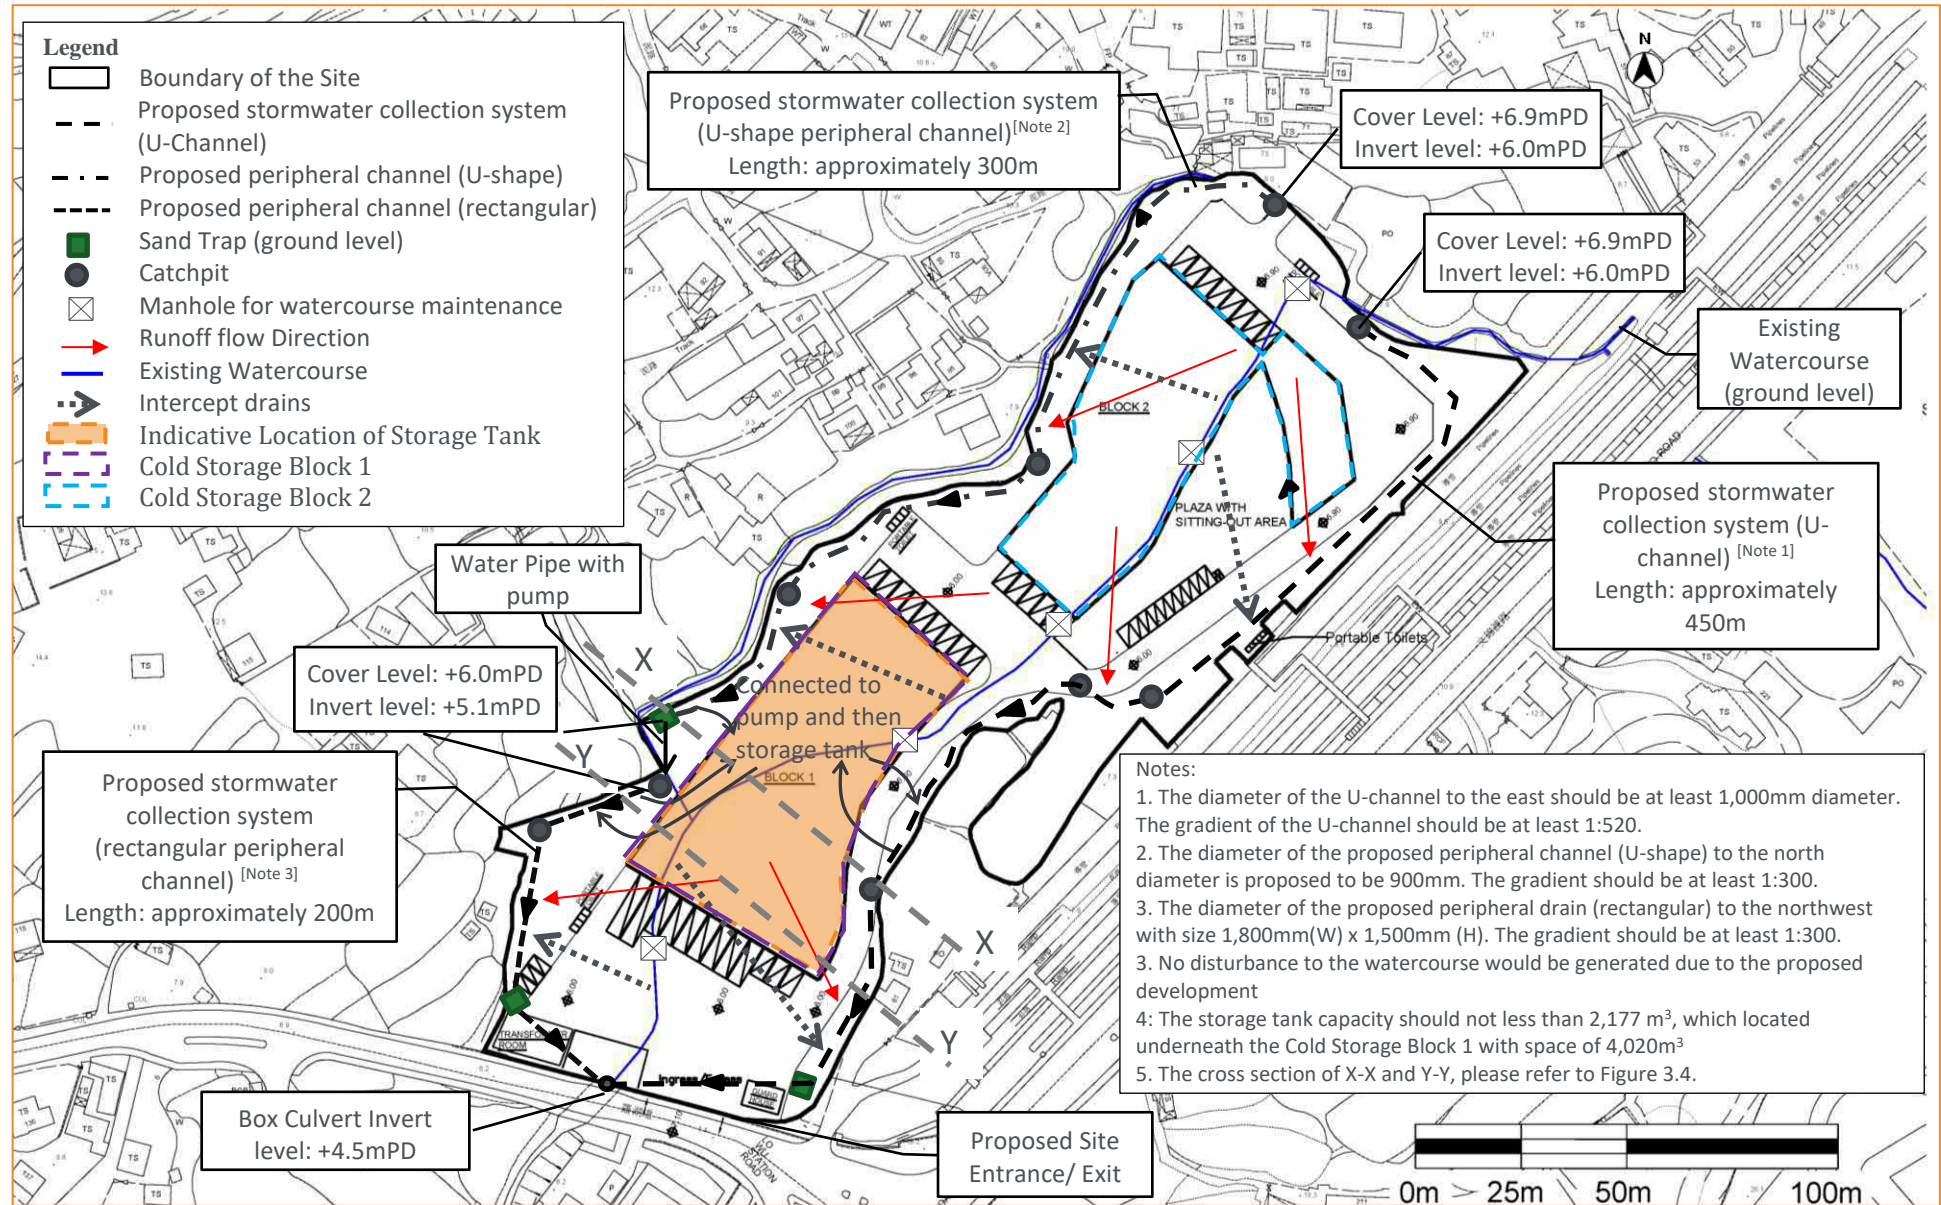 Legend
Boundary of the Site
Proposed stormwater collection system
(U-Channel)
Proposed peripheral channel (U-shape)
Proposed peripheral channel (rectangular)
Sand Trap (ground level)
Catchpit
Manhole for watercourse maintenance
Runoff flow Direction
Existing Watercourse
Intercept drains
Indicative Location of Storage Tank
Cold Storage Block 1
Cold Storage Block 2
Proposed stormwater collection system
(U-shape peripheral channel)[Note 2]
Length: approximately 300m
N
Cover Level: +6.9mPD
Invert level: +6.0mPD
Cover Level: +6.9mPD
Invert level: +6.0mPD
Existing
Watercourse
(ground level)
Proposed stormwater
collection system (U-
channel) [Note 1]
Length: approximately
450m
BLOCK 2
PLAZA WITH
SITTING-OUT AREA
Portable Toilets
Water Pipe with
pump
Cover Level: +6.0mPD
Invert level: +5.1mPD
X
Y
Connected to
pump and then
storage tank
BLOCK 1
Proposed stormwater
collection system
(rectangular peripheral
channel) [Note 3]
Length: approximately 200m
X
Y
TRANSFORMER
ROOM
Ingress/Egress
GUARD
HOUSE
Box Culvert Invert
level: +4.5mPD
LO WU
STATION
ROAD
Proposed Site
Entrance/ Exit
Notes:
1. The diameter of the U-channel to the east should be at least 1,000mm diameter.
The gradient of the U-channel should be at least 1:520.
2. The diameter of the proposed peripheral channel (U-shape) to the north
diameter is proposed to be 900mm. The gradient should be at least 1:300.
3. The diameter of the proposed peripheral drain (rectangular) to the northwest
with size 1,800mm(W) x 1,500mm (H). The gradient should be at least 1:300.
3. No disturbance to the watercourse would be generated due to the proposed
development
4: The storage tank capacity should not less than 2,177 m³, which located
underneath the Cold Storage Block 1 with space of 4,020m³
5. The cross section of X-X and Y-Y, please refer to Figure 3.4.
0m 25m 50m 100m